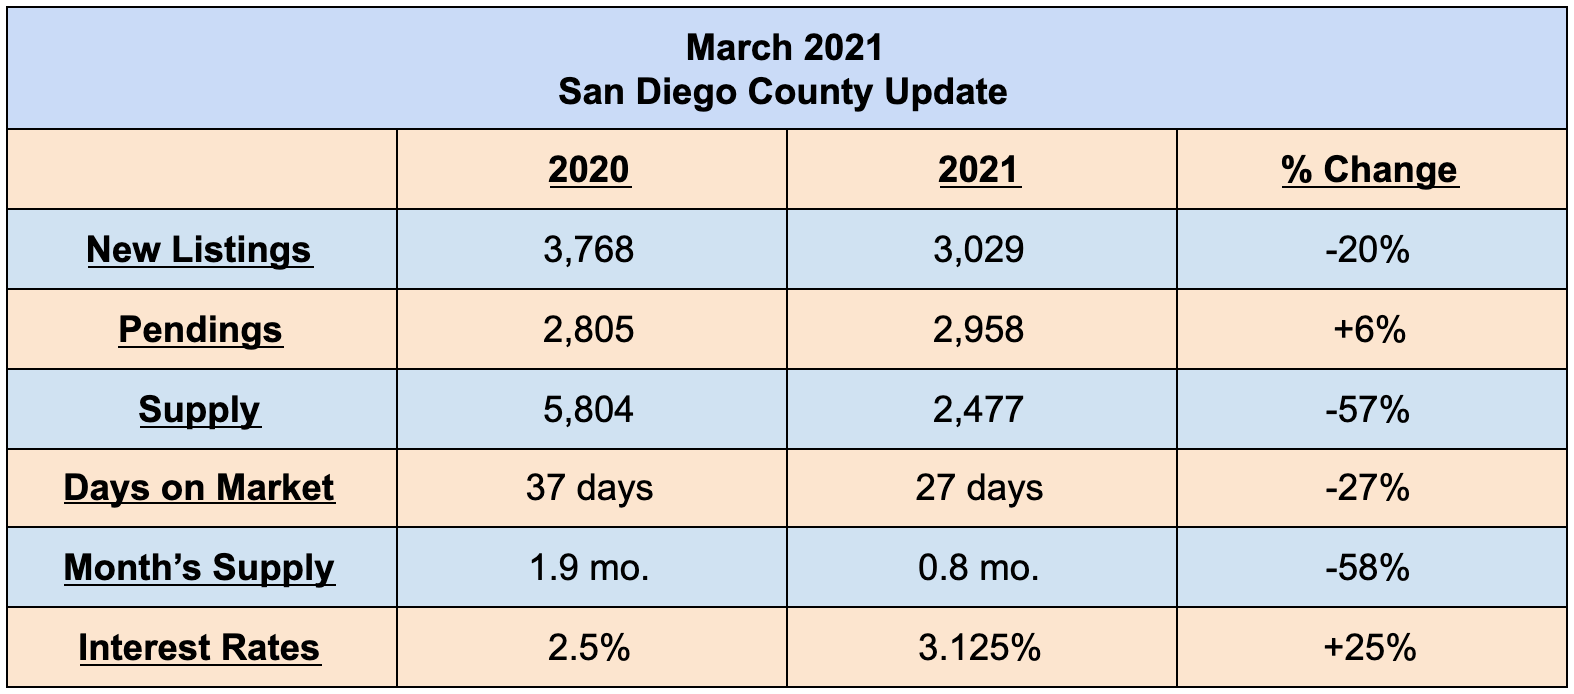 March 2021
San Diego County Update
2020 2021 % Change
New Listings 3,768 3,029 -20%
Pendings 2,805 2,958 +6%
Supply 5,804 2,477 -57%
Days on Market 37 days 27 days -27%
Month’s Supply 1.9 mo. 0.8 mo. -58%
Interest Rates 2.5% 3.125% +25%